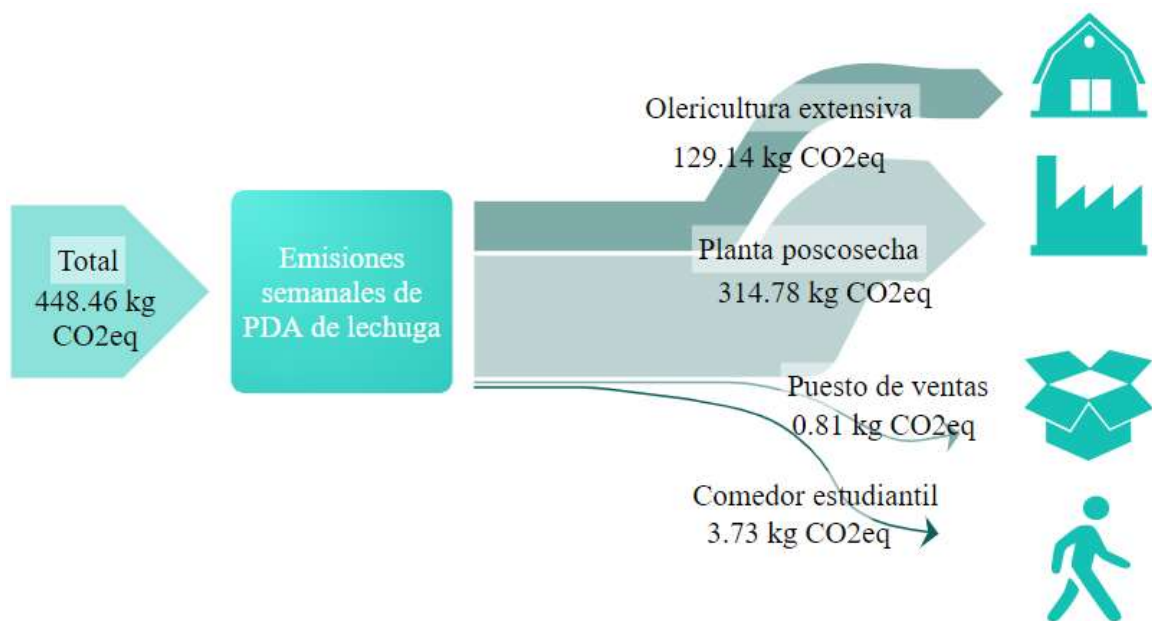 Total
448.46 kg
CO2eq
Emisiones
semanales de
PDA de lechuga
Olericultura extensiva
129.14 kg CO2eq
Planta poscosecha
314.78 kg CO2eq
Puesto de ventas
0.81 kg CO2eq
Comedor estudiantil
3.73 kg CO2eq